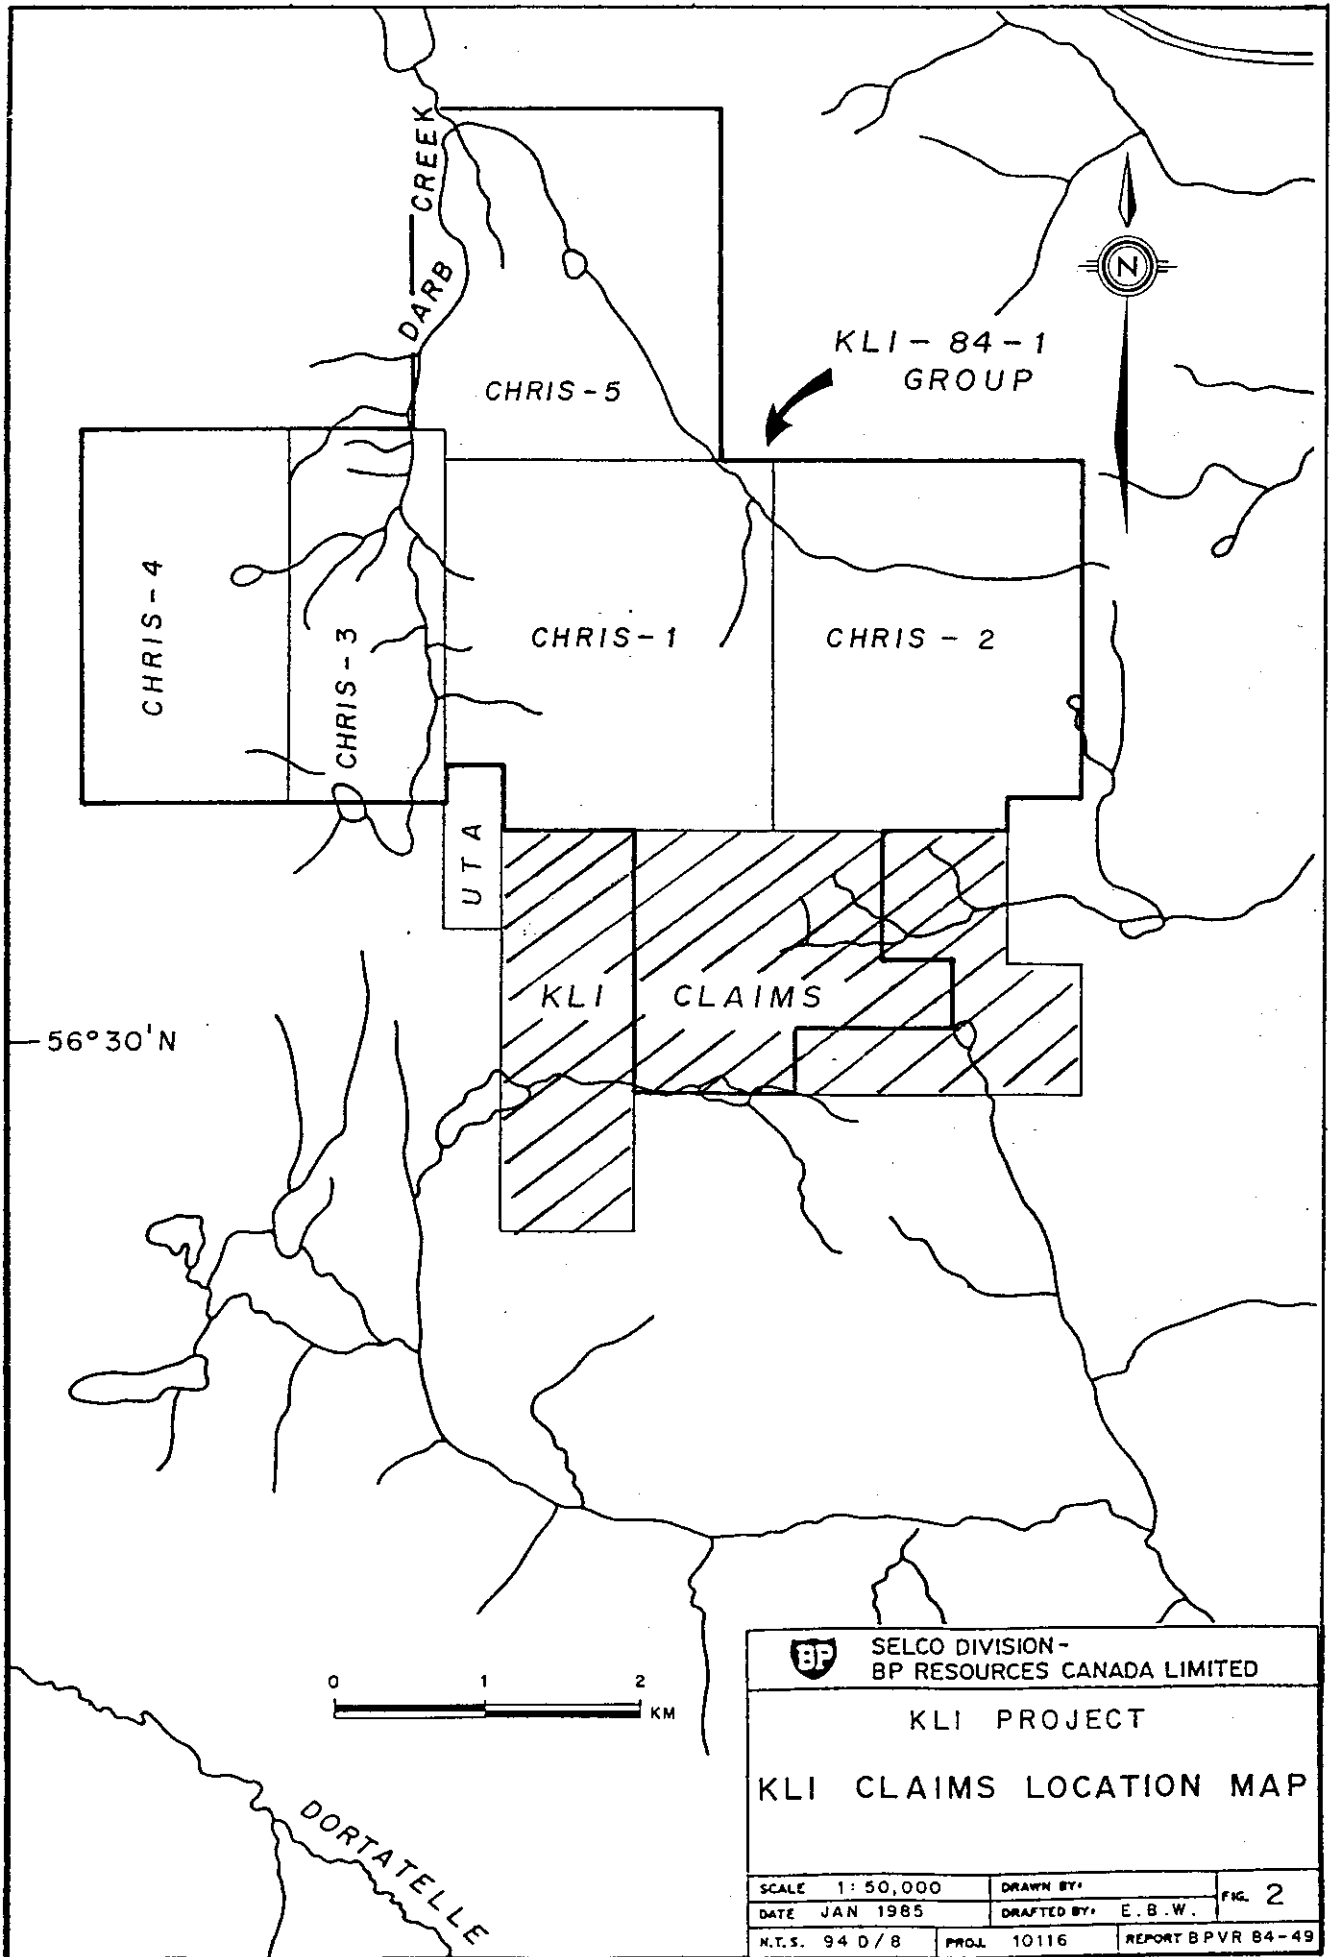 DARB CREEK
N
KLI - 84 - 1
GROUP
CHRIS - 5
CHRIS - 4
CHRIS - 3
CHRIS - 1
CHRIS - 2
UTA
KLI CLAIMS
56°30'N
0 1 2
KM
DORTATELLE
BP
SELCO DIVISION -
BP RESOURCES CANADA LIMITED
KLI PROJECT
KLI CLAIMS LOCATION MAP
SCALE 1:50,000
DRAWN BY:
FIG. 2
DATE JAN 1985
DRAFTED BY: E.B.W.
N.T.S. 94 D/8
PROJ. 10116
REPORT BPVR 84-49